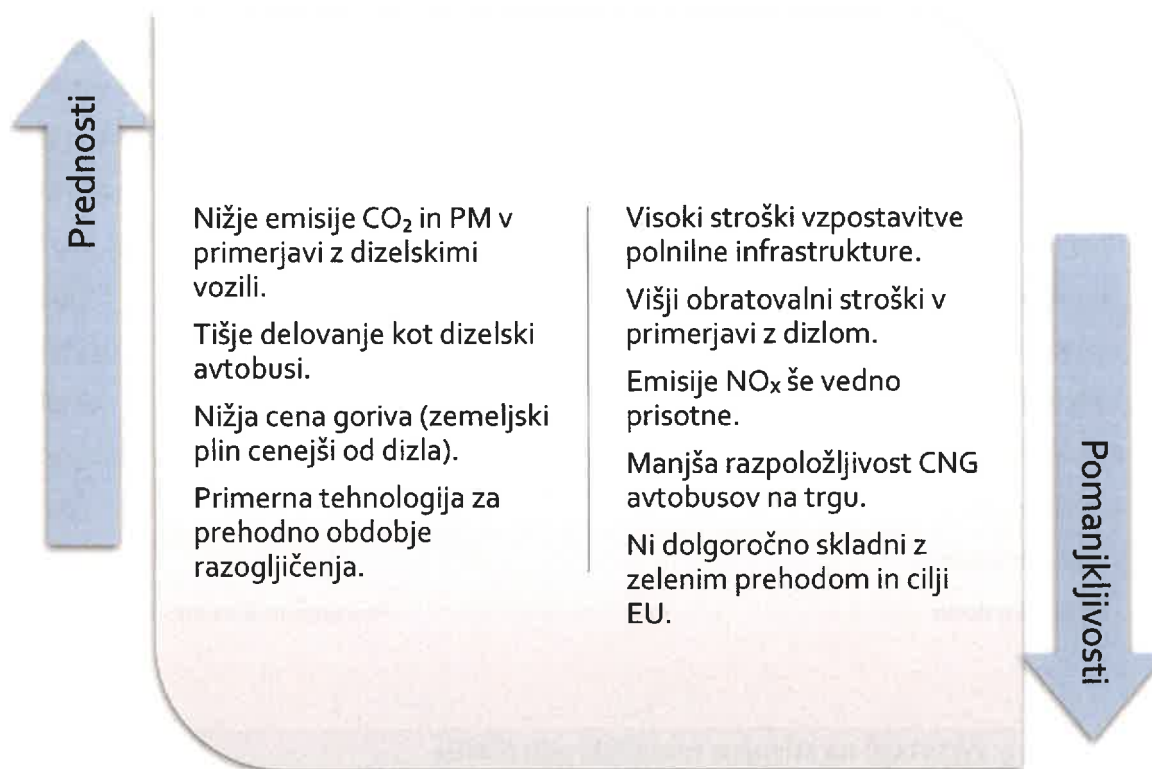 Prednosti
Nižje emisije CO₂ in PM v
primerjavi z dizelskimi
vozili.
Tišje delovanje kot dizelski
avtobusi.
Nižja cena goriva (zemeljski
plin cenejši od dizla).
Primerna tehnologija za
prehodno obdobje
razogljičenja.
Visoki stroški vzpostavitve
polnilne infrastrukture.
Višji obratovalni stroški v
primerjavi z dizlom.
Emisije NOₓ še vedno
prisotne.
Manjša razpoložljivost CNG
avtobusov na trgu.
Ni dolgoročno skladni z
zelenim prehodom in cilji
EU.
Pomanjkljivosti